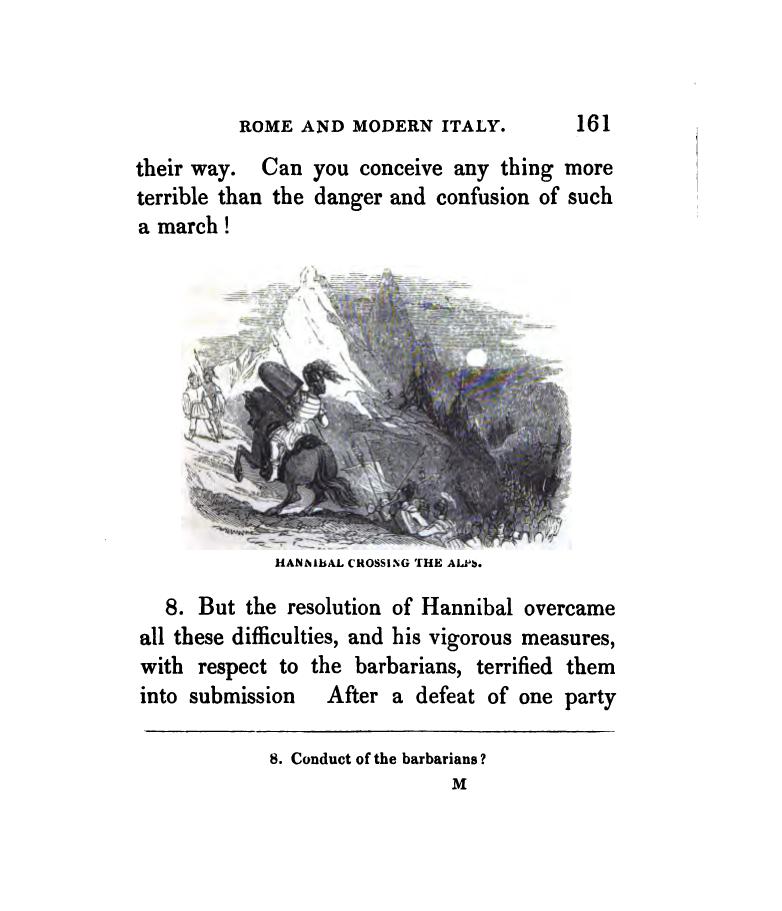 ROME AND MODERN ITALY. 161
their way. Can you conceive any thing more
terrible than the danger and confusion of such
a march !
HANNIBAL CROSSING THE ALPS.
8. But the resolution of Hannibal overcame
all these difficulties, and his vigorous measures,
with respect to the barbarians, terrified them
into submission After a defeat of one party
8. Conduct of the barbarians ?
M